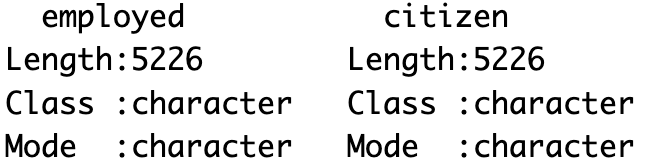 employed citizen
Length:5226 Length:5226
Class :character Class :character
Mode :character Mode :character